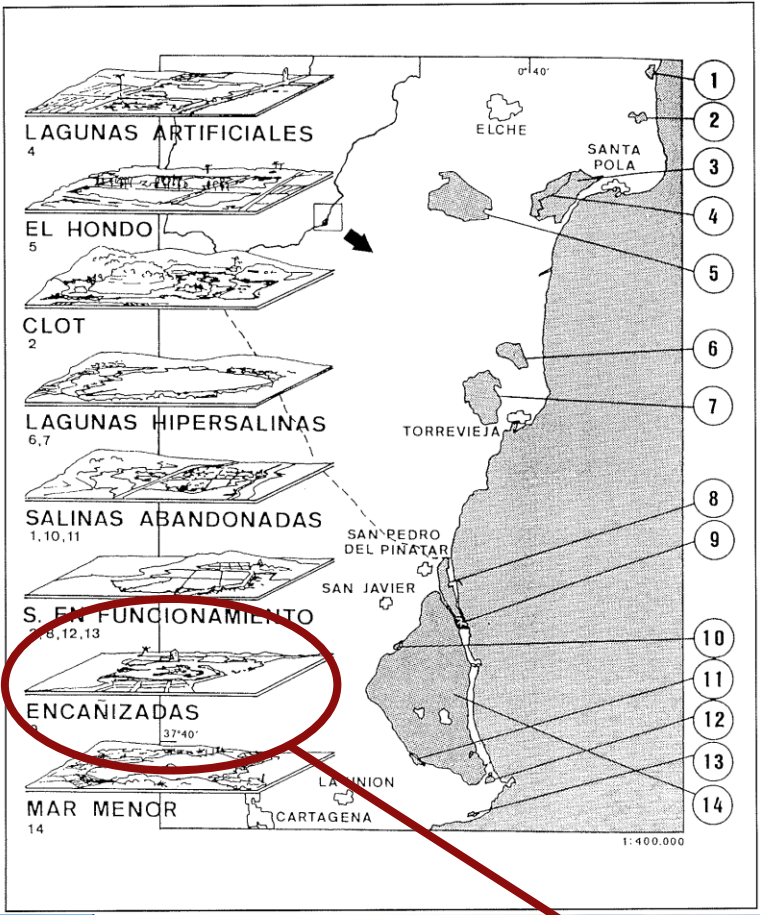 LAGUNAS ARTIFICIALES
4
EL HONDO
5
CLOT
2
LAGUNAS HIPERSALINAS
6,7
SALINAS ABANDONADAS
1,10,11
S. EN FUNCIONAMIENTO
8,12,13
ENCAÑIZADAS
37°40'
MAR MENOR
14
0°40'
ELCHE
SANTA
POLA
TORREVIEJA
SAN PEDRO
DEL PINATAR
SAN JAVIER
LA UNION
CARTAGENA
1
2
3
4
5
6
7
8
9
10
11
12
13
14
1:400.000